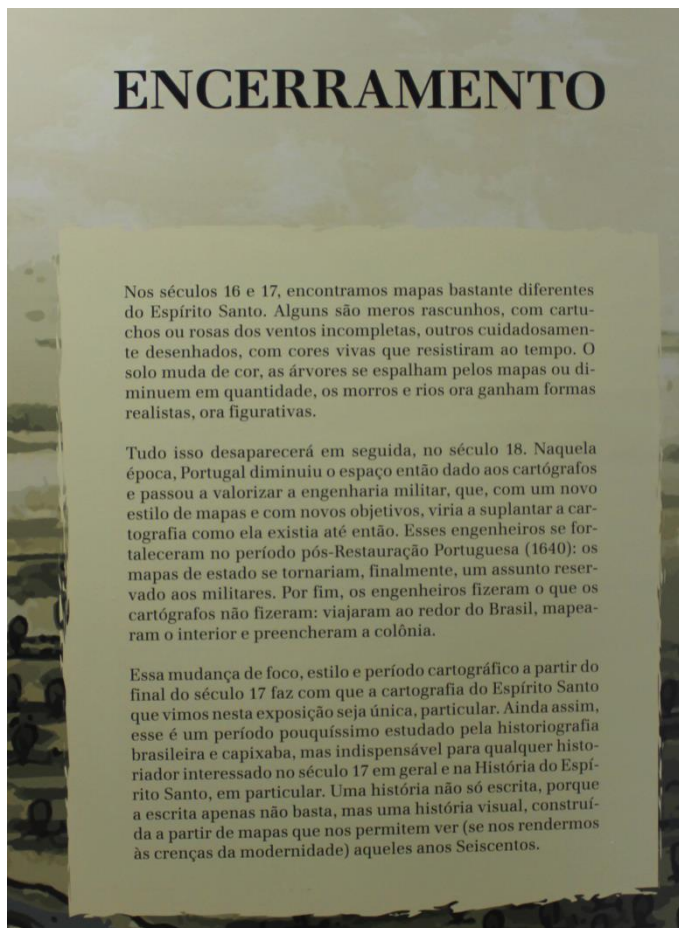 ENCERRAMENTO
Nos séculos 16 e 17, encontramos mapas bastante diferentes
do Espírito Santo. Alguns são meros rascunhos, com cartu-
chos ou rosas dos ventos incompletas, outros cuidadosamen-
te desenhados, com cores vivas que resistiram ao tempo. O
solo muda de cor, as árvores se espalham pelos mapas ou di-
minuem em quantidade, os morros e rios ora ganham formas
realistas, ora figurativas.
Tudo isso desaparecerá em seguida, no século 18. Naquela
época, Portugal diminuiu o espaço então dado aos cartógrafos
e passou a valorizar a engenharia militar, que, com um novo
estilo de mapas e com novos objetivos, viria a suplantar a car-
tografia como ela existia até então. Esses engenheiros se for-
taleceram no período pós-Restauração Portuguesa (1640): os
mapas de estado se tornariam, finalmente, um assunto reser-
vado aos militares. Por fim, os engenheiros fizeram o que os
cartógrafos não fizeram: viajaram ao redor do Brasil, mapea-
ram o interior e preencheram a colônia.
Essa mudança de foco, estilo e período cartográfico a partir do
final do século 17 faz com que a cartografia do Espírito Santo
que vimos nesta exposição seja única, particular. Ainda assim,
esse é um período pouquíssimo estudado pela historiografia
brasileira e capixaba, mas indispensável para qualquer histo-
riador interessado no século 17 em geral e na História do Espí-
rito Santo, em particular. Uma história não só escrita, porque
a escrita apenas não basta, mas uma história visual, construí-
da a partir de mapas que nos permitem ver (se nos rendermos
às crenças da modernidade) aqueles anos Seiscentos.